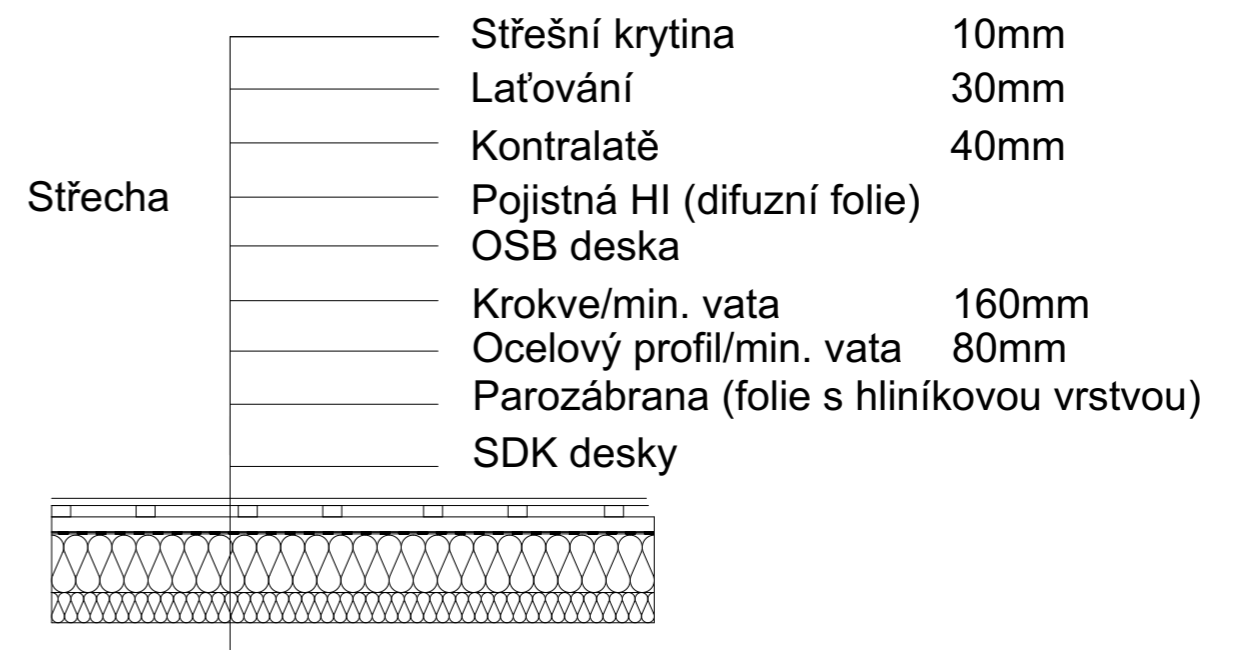 Střešní krytina 10mm
Laťování 30mm
Kontralatě 40mm
Střecha
Pojistná HI (difuzní folie)
OSB deska
Krokve/min. vata 160mm
Ocelový profil/min. vata 80mm
Parozábrana (folie s hliníkovou vrstvou)
SDK desky